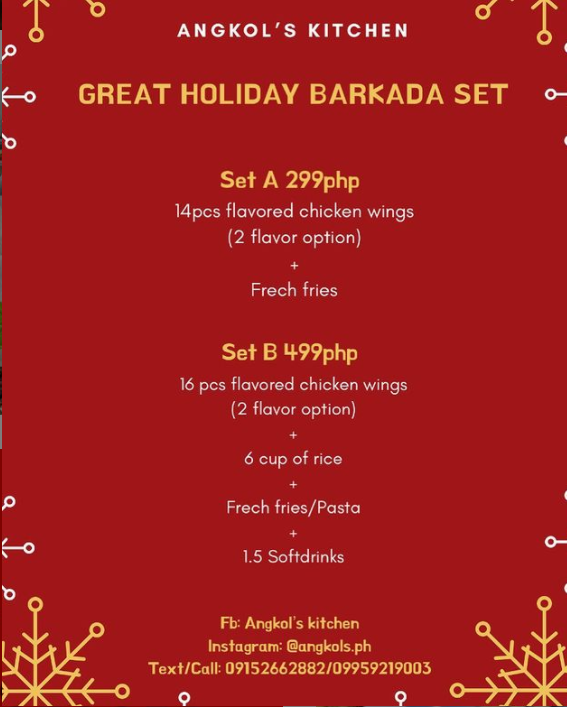 ANGKOL'S KITCHEN
GREAT HOLIDAY BARKADA SET
Set A 299php
14pcs flavored chicken wings
(2 flavor option)
+
Frech fries
Set B 499php
16 pcs flavored chicken wings
(2 flavor option)
+
6 cup of rice
+
Frech fries/Pasta
+
1.5 Softdrinks
Fb: Angkol's kitchen
Instagram: @angkols.ph
Text/Call: 09152662882/09959219003